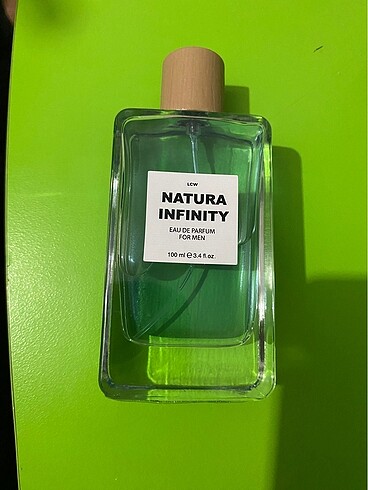 LCW
NATURA
INFINITY
EAU DE PARFUM
FOR MEN
100 ml ℮ 3.4 fl.oz